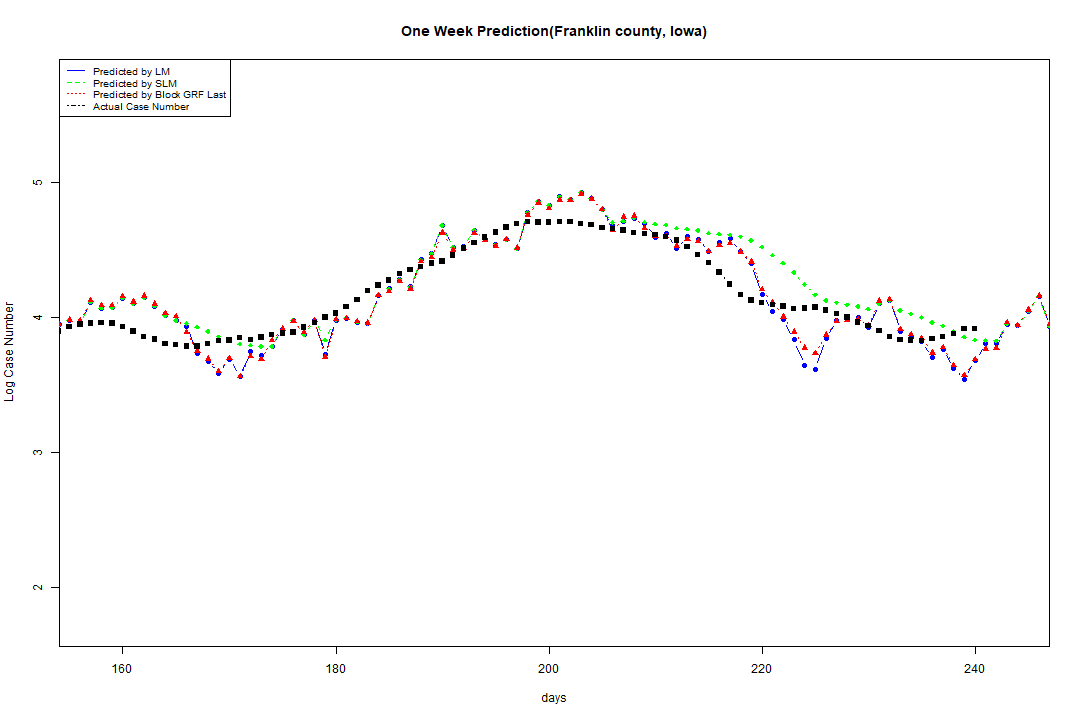 One Week Prediction(Franklin county, Iowa)
Predicted by LM
Predicted by SLM
Predicted by Block GRF Last
Actual Case Number
5
4
3
2
Log Case Number
160 180 200 220 240
days